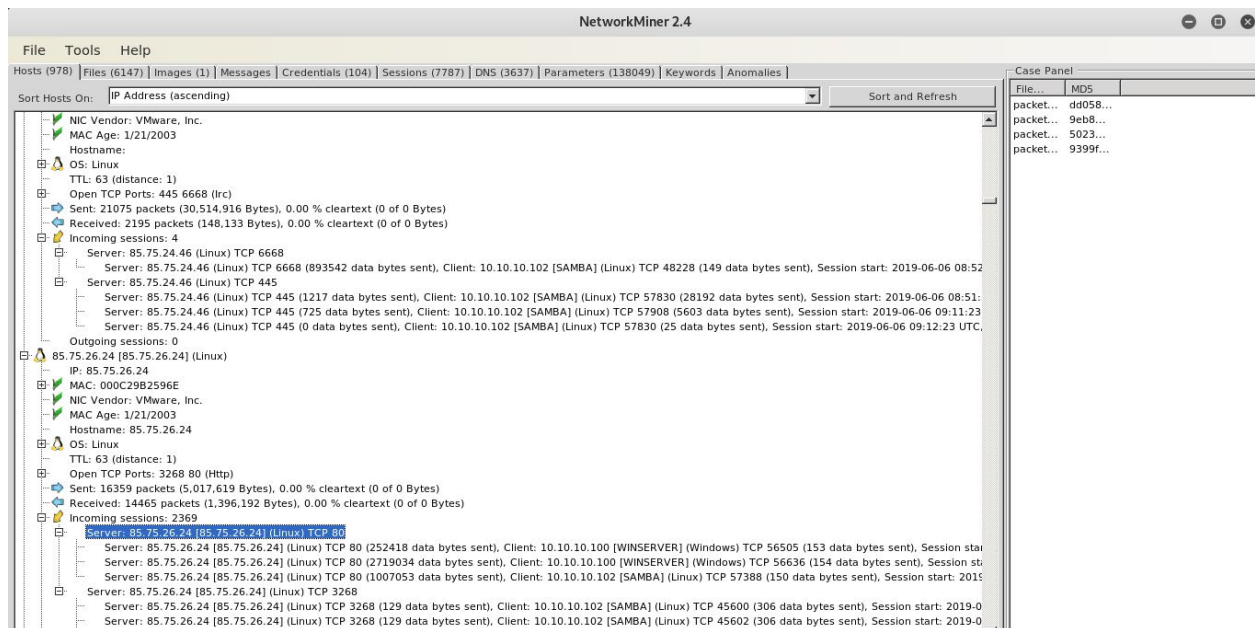 NetworkMiner 2.4
File Tools Help
Hosts (978) Files (6147) Images (1) Messages Credentials (104) Sessions (7787) DNS (3637) Parameters (138049) Keywords Anomalies
Sort Hosts On: IP Address (ascending) Sort and Refresh
NIC Vendor: VMware, Inc.
MAC Age: 1/21/2003
Hostname:
OS: Linux
TTL: 63 (distance: 1)
Open TCP Ports: 445 6668 (Irc)
Sent: 21075 packets (30,514,916 Bytes), 0.00 % cleartext (0 of 0 Bytes)
Received: 2195 packets (148,133 Bytes), 0.00 % cleartext (0 of 0 Bytes)
Incoming sessions: 4
Server: 85.75.24.46 (Linux) TCP 6668
Server: 85.75.24.46 (Linux) TCP 6668 (893542 data bytes sent), Client: 10.10.10.102 [SAMBA] (Linux) TCP 48228 (149 data bytes sent), Session start: 2019-06-06 08:52
Server: 85.75.24.46 (Linux) TCP 445
Server: 85.75.24.46 (Linux) TCP 445 (1217 data bytes sent), Client: 10.10.10.102 [SAMBA] (Linux) TCP 57830 (28192 data bytes sent), Session start: 2019-06-06 08:51:
Server: 85.75.24.46 (Linux) TCP 445 (725 data bytes sent), Client: 10.10.10.102 [SAMBA] (Linux) TCP 57908 (5603 data bytes sent), Session start: 2019-06-06 09:11:23
Server: 85.75.24.46 (Linux) TCP 445 (0 data bytes sent), Client: 10.10.10.102 [SAMBA] (Linux) TCP 57830 (25 data bytes sent), Session start: 2019-06-06 09:12:23 UTC,
Outgoing sessions: 0
85.75.26.24 [85.75.26.24] (Linux)
IP: 85.75.26.24
MAC: 000C29B2596E
NIC Vendor: VMware, Inc.
MAC Age: 1/21/2003
Hostname: 85.75.26.24
OS: Linux
TTL: 63 (distance: 1)
Open TCP Ports: 3268 80 (Http)
Sent: 16359 packets (5,017,619 Bytes), 0.00 % cleartext (0 of 0 Bytes)
Received: 14465 packets (1,396,192 Bytes), 0.00 % cleartext (0 of 0 Bytes)
Incoming sessions: 2369
Server: 85.75.26.24 [85.75.26.24] (Linux) TCP 80
Server: 85.75.26.24 [85.75.26.24] (Linux) TCP 80 (252418 data bytes sent), Client: 10.10.10.100 [WINSERVER] (Windows) TCP 56505 (153 data bytes sent), Session sta
Server: 85.75.26.24 [85.75.26.24] (Linux) TCP 80 (2719034 data bytes sent), Client: 10.10.10.100 [WINSERVER] (Windows) TCP 56636 (154 data bytes sent), Session st
Server: 85.75.26.24 [85.75.26.24] (Linux) TCP 80 (1007053 data bytes sent), Client: 10.10.10.102 [SAMBA] (Linux) TCP 57388 (150 data bytes sent), Session start: 2019
Server: 85.75.26.24 [85.75.26.24] (Linux) TCP 3268
Server: 85.75.26.24 [85.75.26.24] (Linux) TCP 3268 (129 data bytes sent), Client: 10.10.10.102 [SAMBA] (Linux) TCP 45600 (306 data bytes sent), Session start: 2019-0
Server: 85.75.26.24 [85.75.26.24] (Linux) TCP 3268 (129 data bytes sent), Client: 10.10.10.102 [SAMBA] (Linux) TCP 45602 (306 data bytes sent), Session start: 2019-0
Case Panel
File... MD5
packet... dd058...
packet... 9eb8...
packet... 5023...
packet... 9399f...